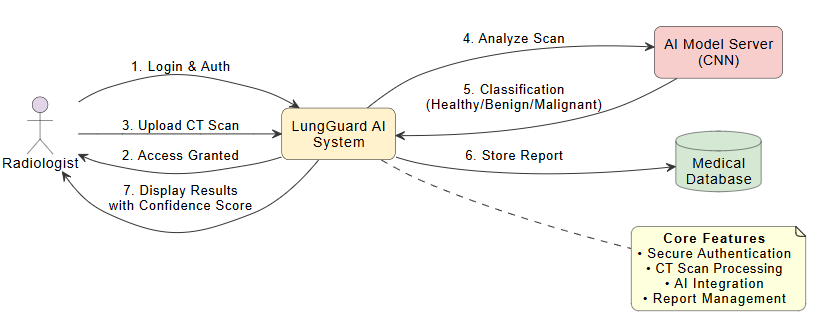 4. Analyze Scan
AI Model Server
(CNN)
1. Login & Auth
5. Classification
(Healthy/Benign/Malignant)
LungGuard AI
System
3. Upload CT Scan
Radiologist
2. Access Granted
6. Store Report
Medical
Database
7. Display Results
with Confidence Score
Core Features
• Secure Authentication
• CT Scan Processing
• AI Integration
• Report Management